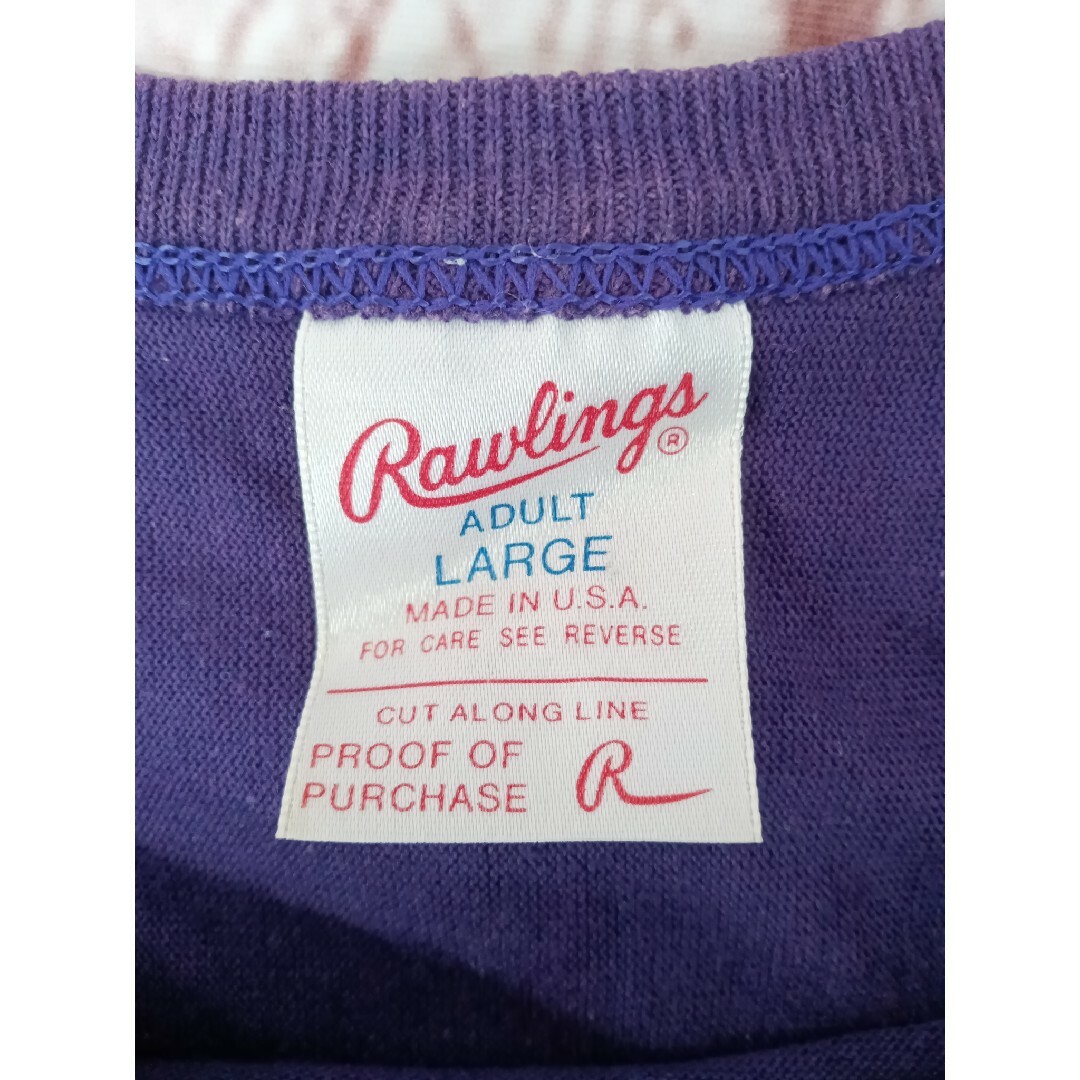 Rawlings®
ADULT
LARGE
MADE IN U.S.A.
FOR CARE SEE REVERSE
CUT ALONG LINE
PROOF OF
PURCHASE R